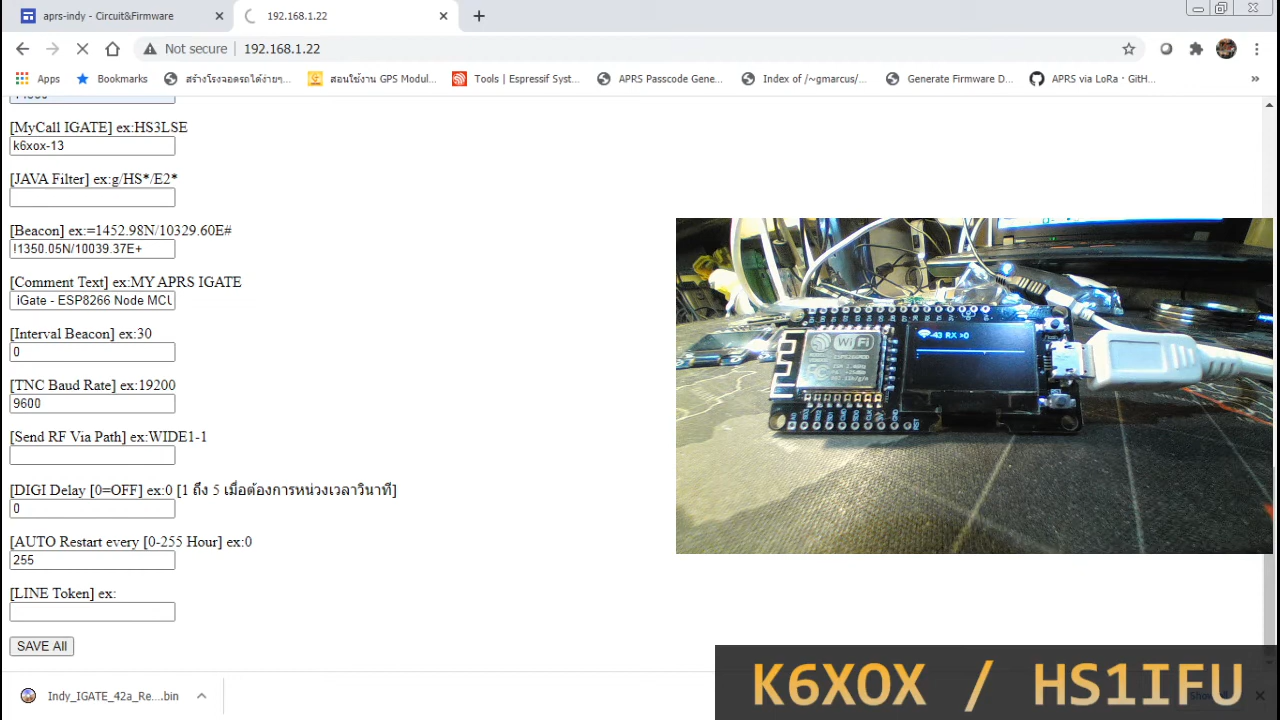 aprs-indy - Circuit&Firmware
192.168.1.22
Not secure
192.168.1.22
Apps
Bookmarks
สร้างโรงจอดรถได้ง่ายๆ...
สอนใช้งาน GPS Modul...
Tools | Espressif Syst...
APRS Passcode Gene...
Index of /~gmarcus/...
Generate Firmware D...
APRS via LoRa · GitH...
»
[MyCall IGATE] ex:HS3LSE
k6xox-13
[JAVA Filter] ex:g/HS*/E2*
[Beacon] ex:=1452.98N/10329.60E#
!1350.05N/10039.37E+
[Comment Text] ex:MY APRS IGATE
iGate - ESP8266 Node MCU
[Interval Beacon] ex:30
0
[TNC Baud Rate] ex:19200
9600
[Send RF Via Path] ex:WIDE1-1
[DIGI Delay [0=OFF] ex:0 [1 ถึง 5 เมื่อต้องการหน่วงเวลาวินาที]
0
[AUTO Restart every [0-255 Hour] ex:0
255
[LINE Token] ex:
SAVE All
-43 RX >0
WiFi
FC
K6XOX / HS1IFU
Indy_IGATE_42a_Re....bin